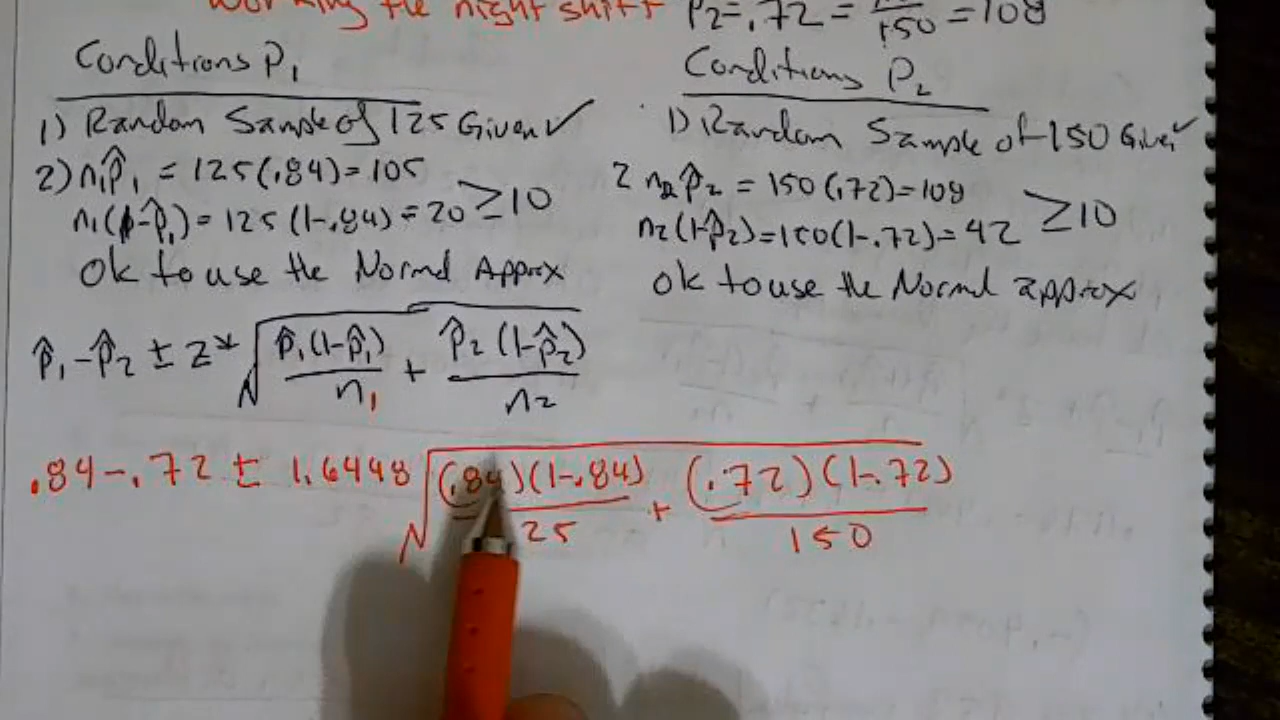 Working the night shift P2=.72 = /150 = 108
Conditions P1
1) Random Sample of 125 Given ✓
2) n1p̂1 = 125(.84)=105
n1(1-p̂1)= 125(1-.84)=20 ≥10
Ok to use the Normal Approx
Conditions P2
1) Random Sample of 150 Given ✓
2 n2p̂2 = 150(.72)=108
n2(1-p̂2)=150(1-.72)=42 ≥10
ok to use the Normal approx
p̂1-p̂2 ± z* √ p̂1(1-p̂1)/n1 + p̂2(1-p̂2)/n2
.84-.72 ± 1.6448 √ (.84)(1-.84)/25 + (.72)(1-.72)/150